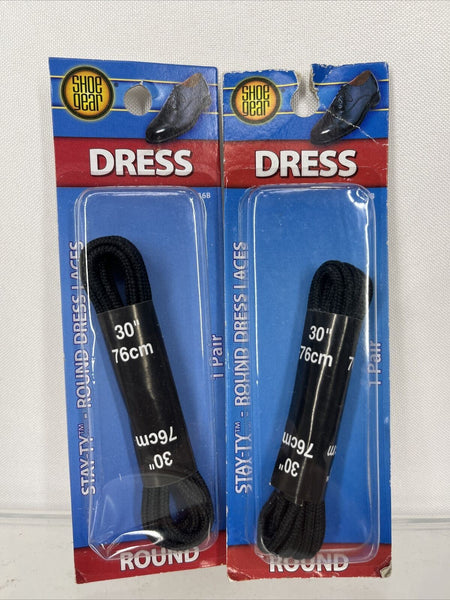 SHOE
gear
DRESS
STAY-TY™ - ROUND DRESS LACES
1 Pair
30"
76cm
76cm
30"
ROUND
SHOE
gear
DRESS
STAY-TY™ - ROUND DRESS LACES
1 Pair
30"
76cm
76cm
30"
ROUND